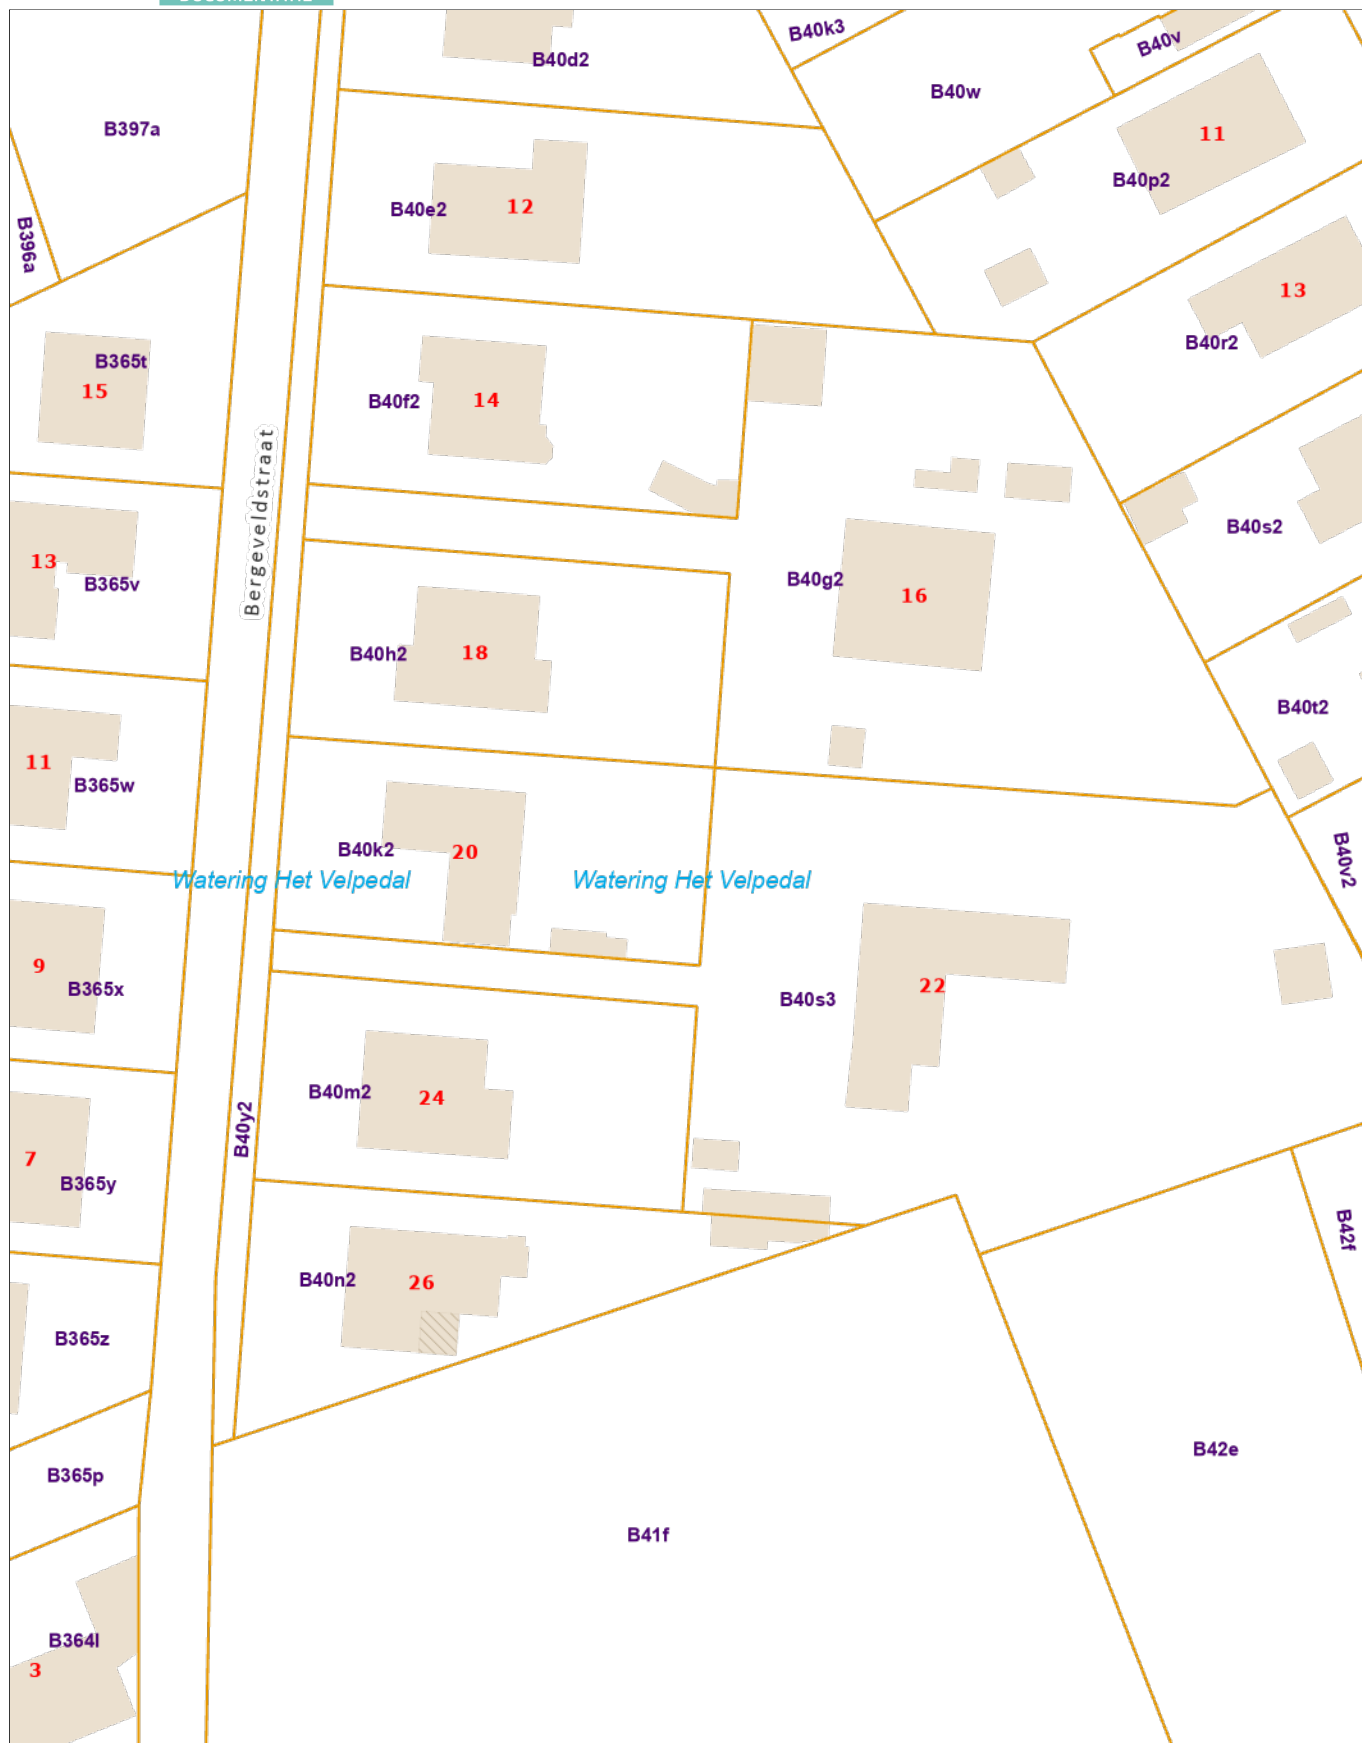 B40k3
B40v
B40d2
B40w
B397a
11
B40p2
B40e2
12
B396a
13
B40r2
B365t
15
B40f2
14
Bergeveldstraat
B40s2
13
B365v
B40g2
16
B40h2
18
B40t2
11
B365w
B40k2
20
B40v2
Watering Het Velpedal
Watering Het Velpedal
9
B365x
22
B40s3
B40m2
24
B40y2
7
B365y
B42f
B40n2
26
B365z
B42e
B365p
B41f
B364l
3